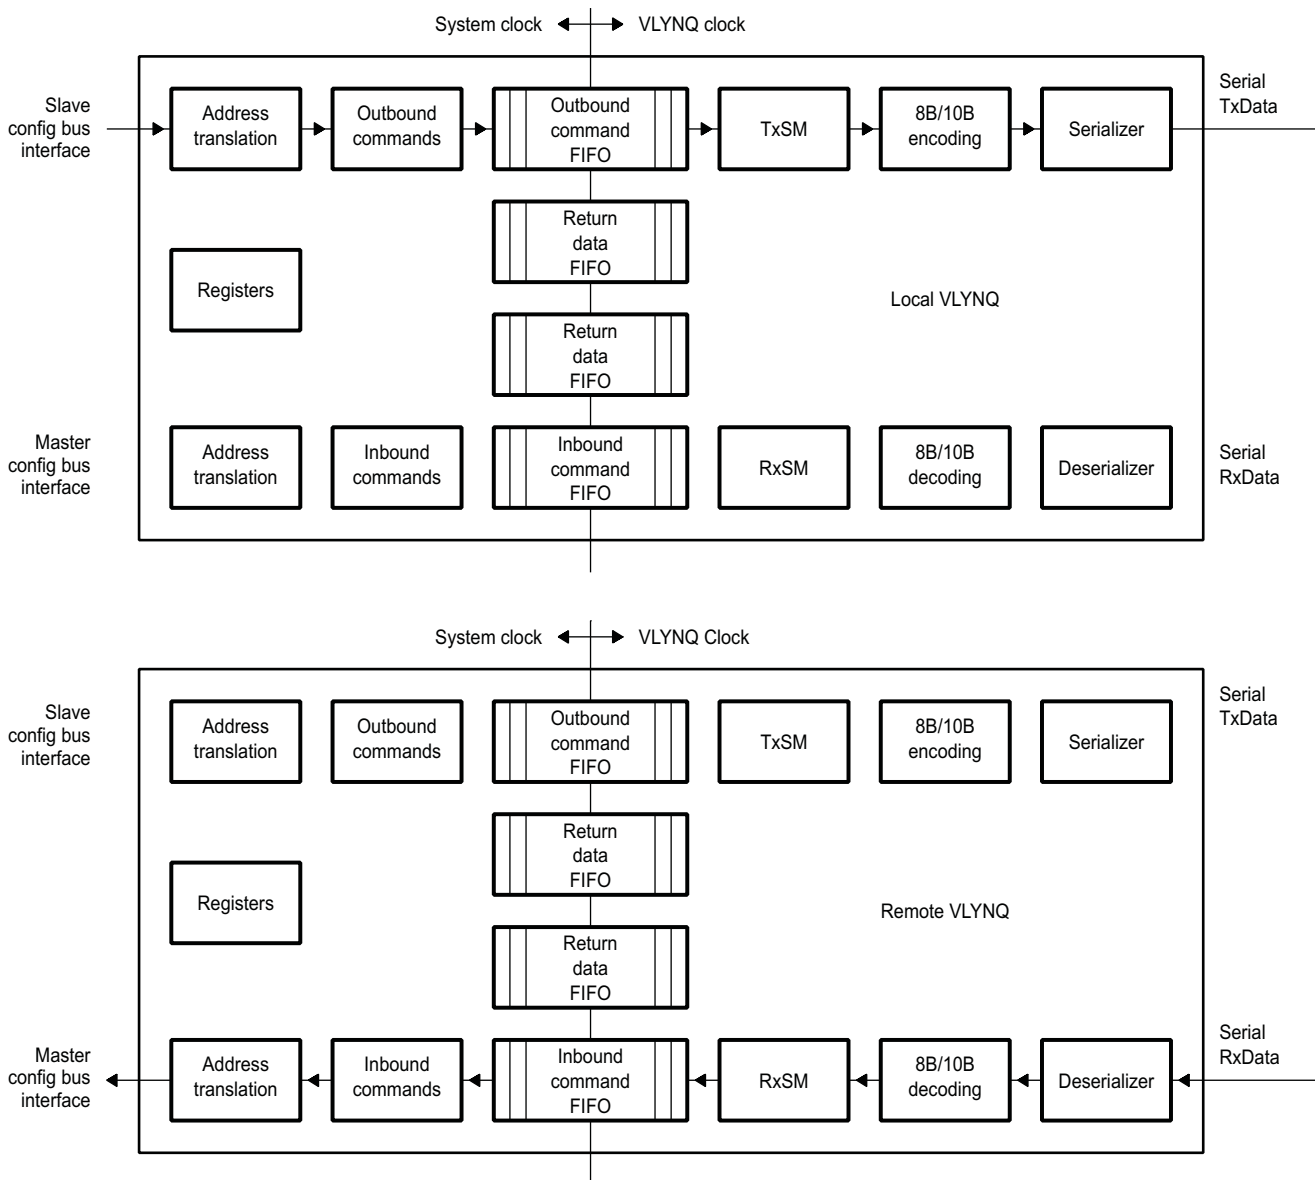 System clock
VLYNQ clock
Slave
config bus
interface
Address
translation
Outbound
commands
Outbound
command
FIFO
TxSM
8B/10B
encoding
Serializer
Serial
TxData
Return
data
FIFO
Registers
Local VLYNQ
Return
data
FIFO
Master
config bus
interface
Address
translation
Inbound
commands
Inbound
command
FIFO
RxSM
8B/10B
decoding
Deserializer
Serial
RxData
System clock
VLYNQ Clock
Slave
config bus
interface
Address
translation
Outbound
commands
Outbound
command
FIFO
TxSM
8B/10B
encoding
Serializer
Serial
TxData
Return
data
FIFO
Registers
Remote VLYNQ
Return
data
FIFO
Master
config bus
interface
Address
translation
Inbound
commands
Inbound
command
FIFO
RxSM
8B/10B
decoding
Deserializer
Serial
RxData